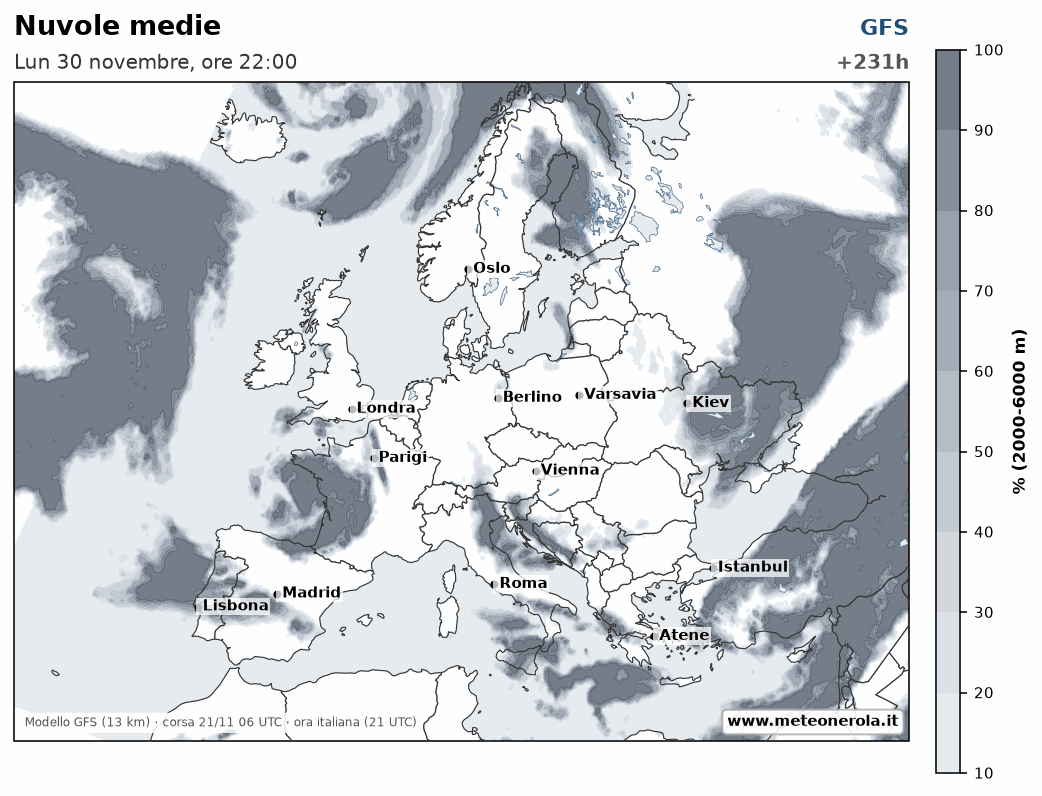 Nuvole medie
GFS
Lun 30 novembre, ore 22:00
+231h
100
90
80
70
60
50
40
30
20
10
% (2000-6000 m)
Oslo
Londra
Berlino
Varsavia
Kiev
Parigi
Vienna
Istanbul
Madrid
Roma
Lisbona
Atene
Modello GFS (13 km) · corsa 21/11 06 UTC · ora italiana (21 UTC)
www.meteonerola.it